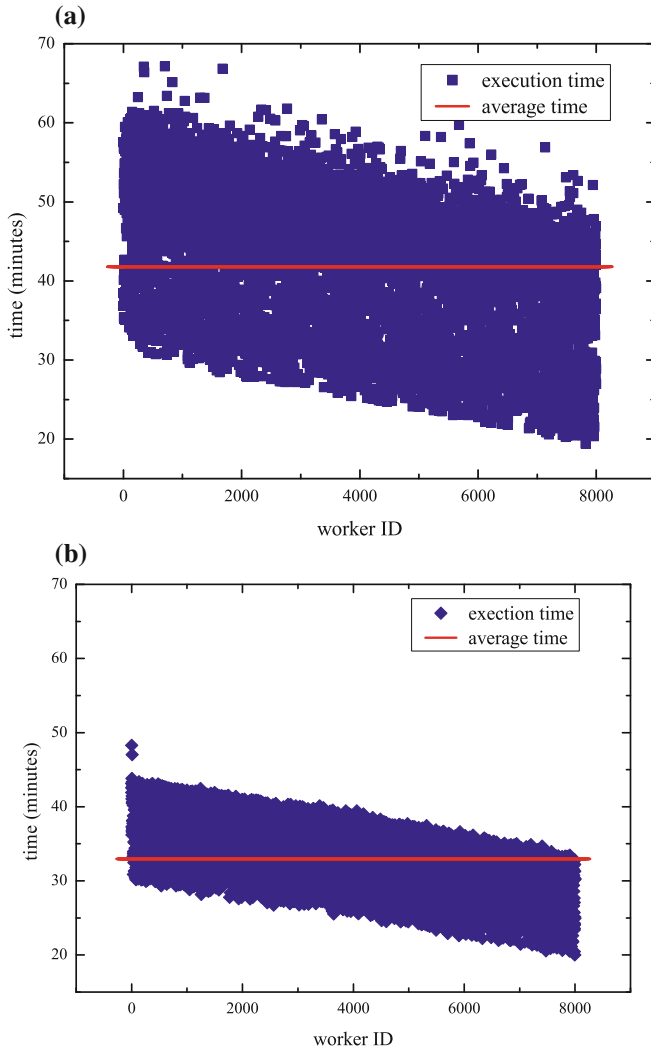 (a)
70
60
50
40
30
20
time (minutes)
execution time
average time
0
2000
4000
6000
8000
worker ID
(b)
70
60
50
40
30
20
time (minutes)
exection time
average time
0
2000
4000
6000
8000
worker ID